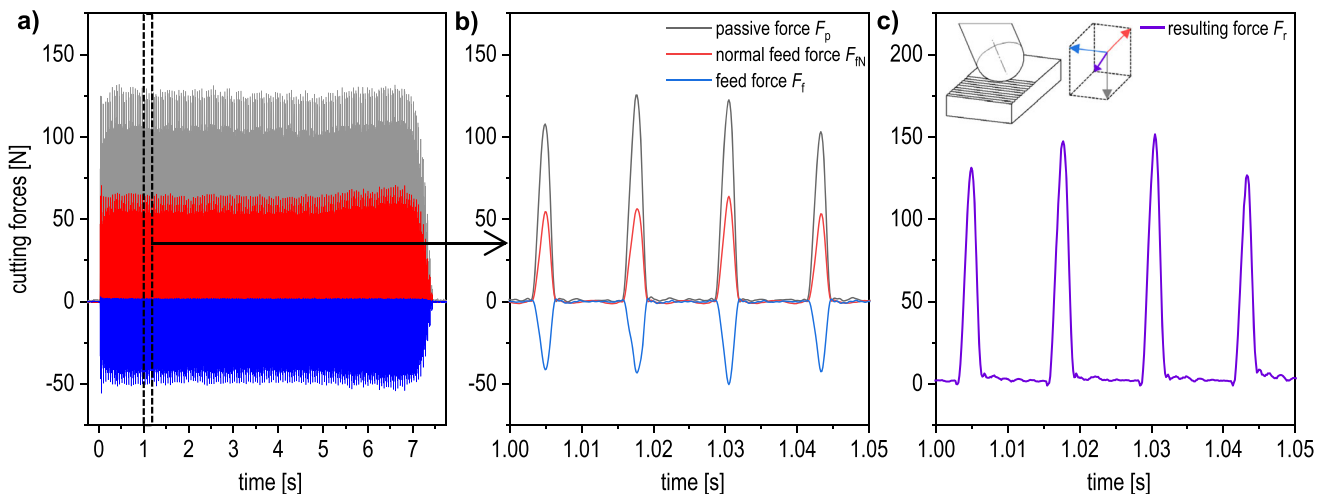 a)
cutting forces [N]
150
100
50
0
-50
0 1 2 3 4 5 6 7
time [s]
b)
passive force Fp
normal feed force FfN
feed force Ff
150
100
50
0
-50
1.00 1.01 1.02 1.03 1.04 1.05
time [s]
c)
resulting force Fr
200
150
100
50
0
1.00 1.01 1.02 1.03 1.04 1.05
time [s]